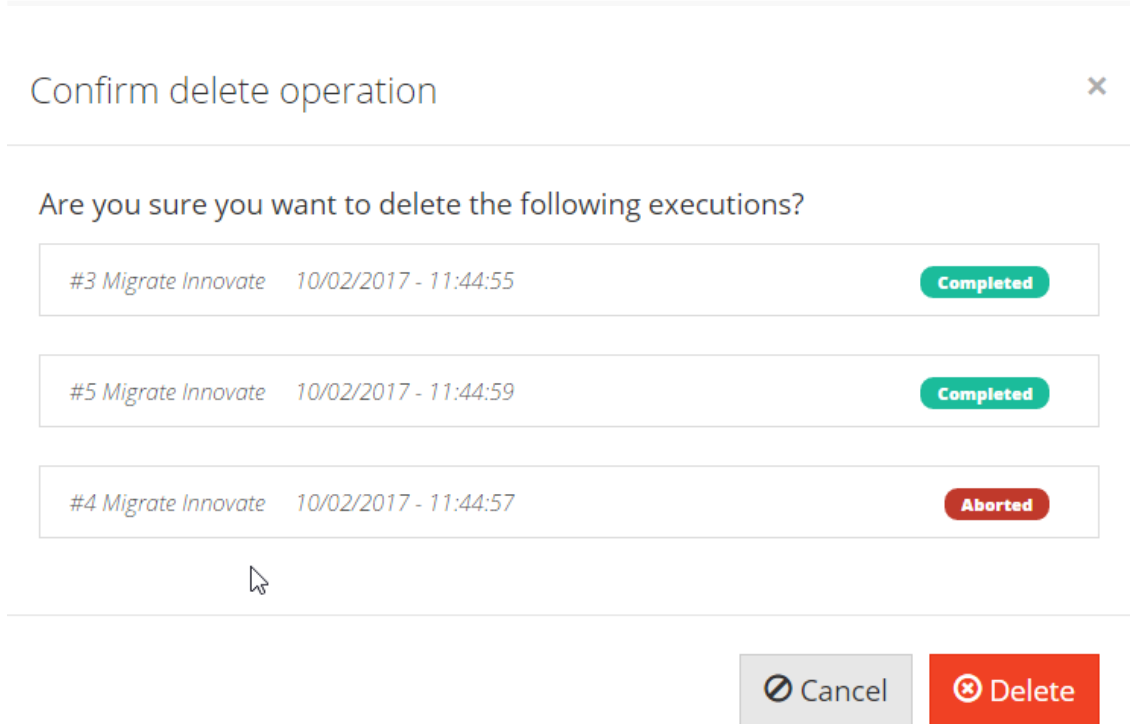 Confirm delete operation ×
Are you sure you want to delete the following executions?
#3 Migrate Innovate 10/02/2017 - 11:44:55 Completed
#5 Migrate Innovate 10/02/2017 - 11:44:59 Completed
#4 Migrate Innovate 10/02/2017 - 11:44:57 Aborted
Cancel Delete